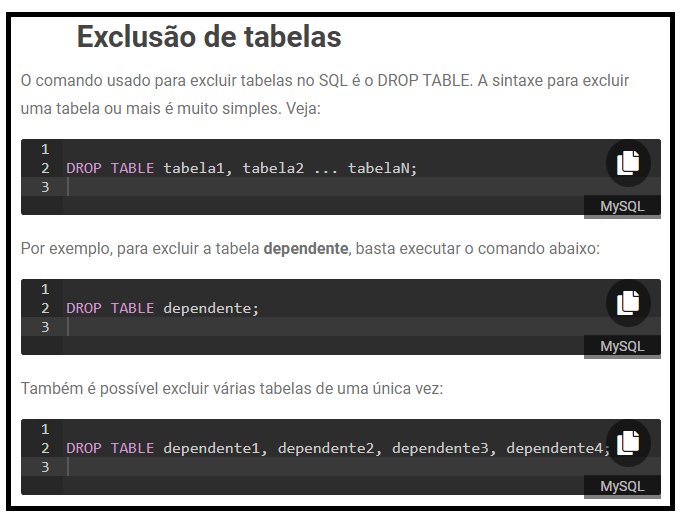 Exclusão de tabelas
O comando usado para excluir tabelas no SQL é o DROP TABLE. A sintaxe para excluir
uma tabela ou mais é muito simples. Veja:
1
2 DROP TABLE tabela1, tabela2 ... tabelaN;
3
MySQL
Por exemplo, para excluir a tabela dependente, basta executar o comando abaixo:
1
2 DROP TABLE dependente;
3
MySQL
Também é possível excluir várias tabelas de uma única vez:
1
2 DROP TABLE dependente1, dependente2, dependente3, dependente4;
3
MySQL